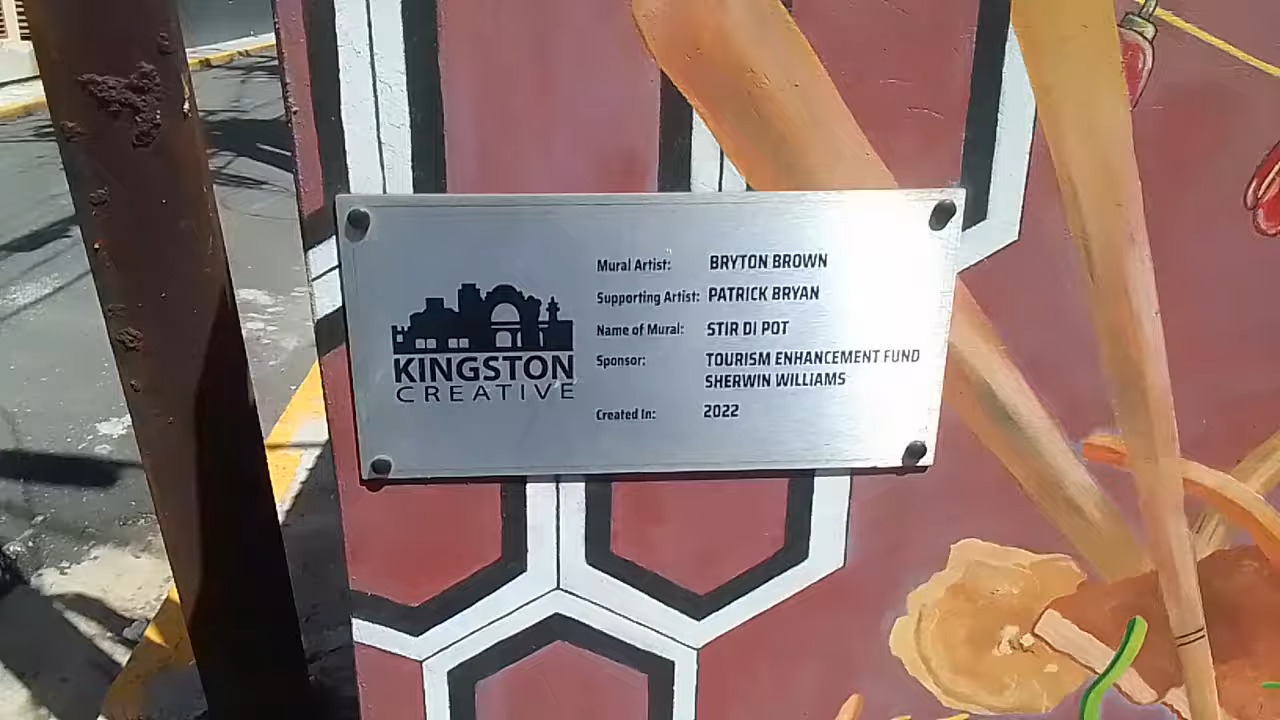 KINGSTON
CREATIVE
Mural Artist: BRYTON BROWN
Supporting Artist: PATRICK BRYAN
Name of Mural: STIR DI POT
Sponsor: TOURISM ENHANCEMENT FUND
SHERWIN WILLIAMS
Created In: 2022